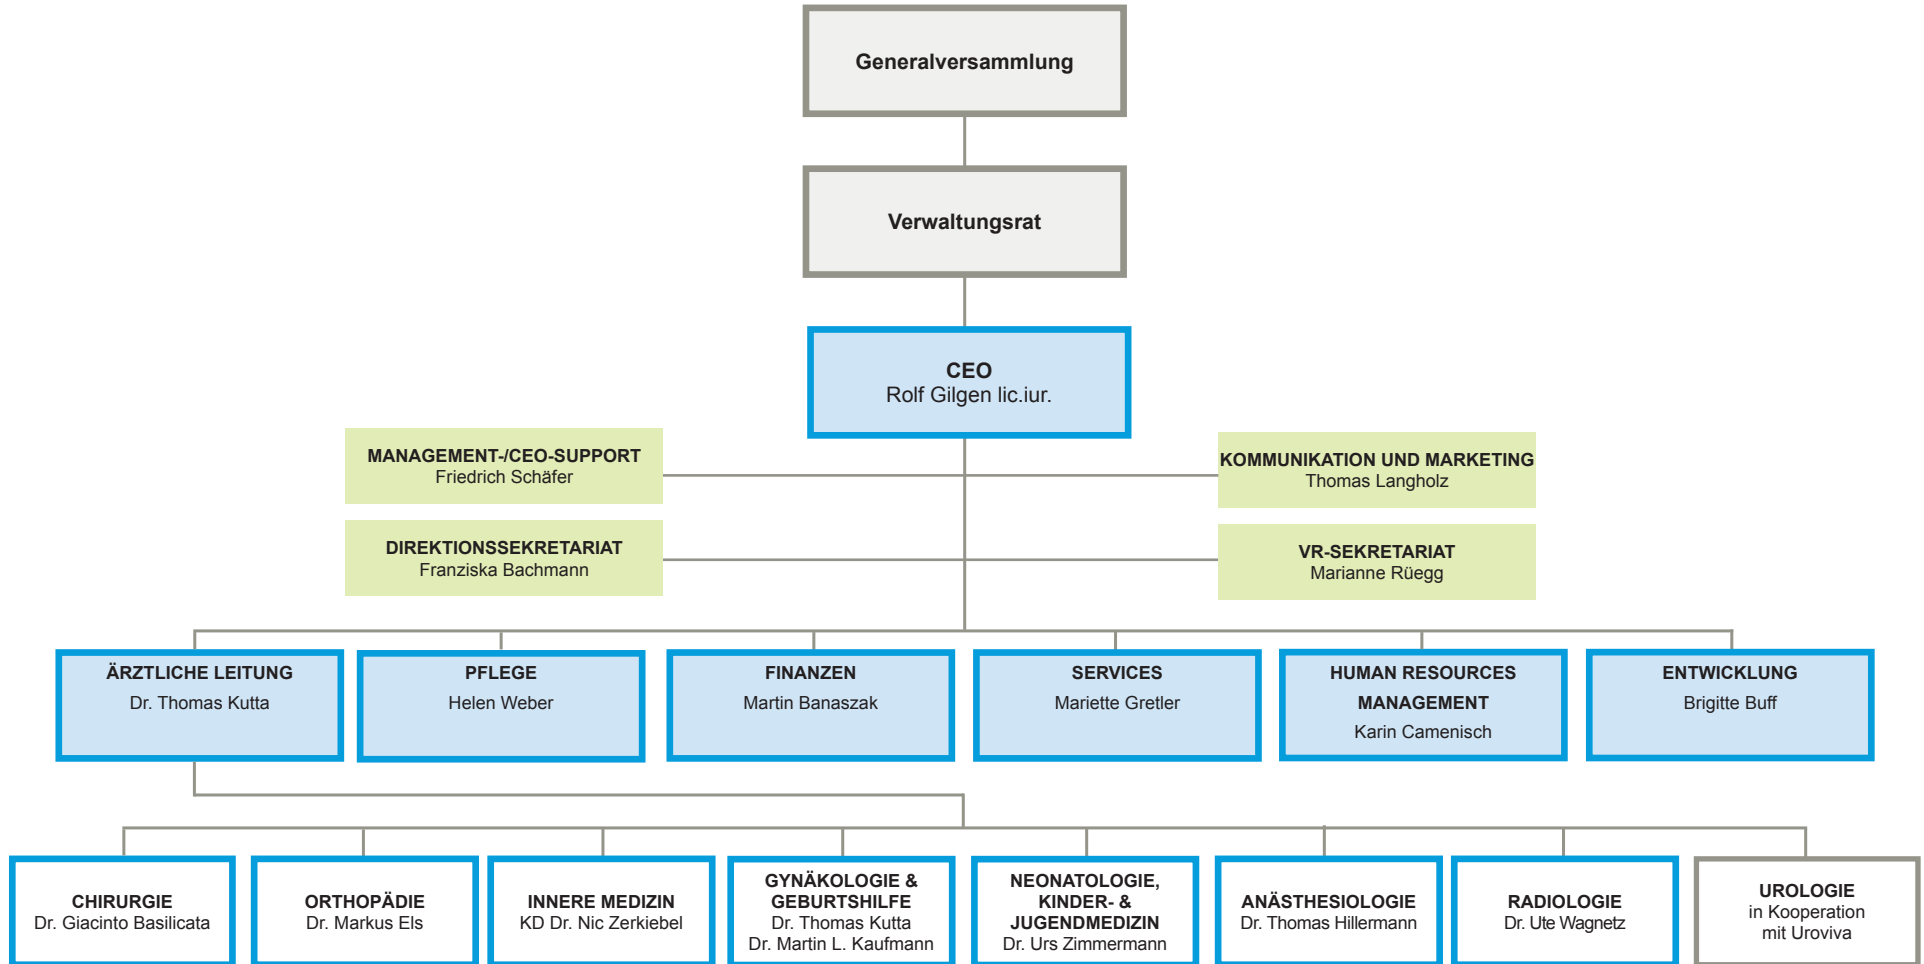 Generalversammlung
Verwaltungsrat
CEO
Rolf Gilgen lic.iur.
MANAGEMENT-/CEO-SUPPORT
Friedrich Schäfer
KOMMUNIKATION UND MARKETING
Thomas Langholz
DIREKTIONSSEKRETARIAT
Franziska Bachmann
VR-SEKRETARIAT
Marianne Rüegg
ÄRZTLICHE LEITUNG
Dr. Thomas Kutta
PFLEGE
Helen Weber
FINANZEN
Martin Banaszak
SERVICES
Mariette Gretler
HUMAN RESOURCES
MANAGEMENT
Karin Camenisch
ENTWICKLUNG
Brigitte Buff
CHIRURGIE
Dr. Giacinto Basilicata
ORTHOPÄDIE
Dr. Markus Els
INNERE MEDIZIN
KD Dr. Nic Zerkiebel
GYNÄKOLOGIE &
GEBURTSHILFE
Dr. Thomas Kutta
Dr. Martin L. Kaufmann
NEONATOLOGIE,
KINDER- &
JUGENDMEDIZIN
Dr. Urs Zimmermann
ANÄSTHESIOLOGIE
Dr. Thomas Hillermann
RADIOLOGIE
Dr. Ute Wagnetz
UROLOGIE
in Kooperation
mit Uroviva